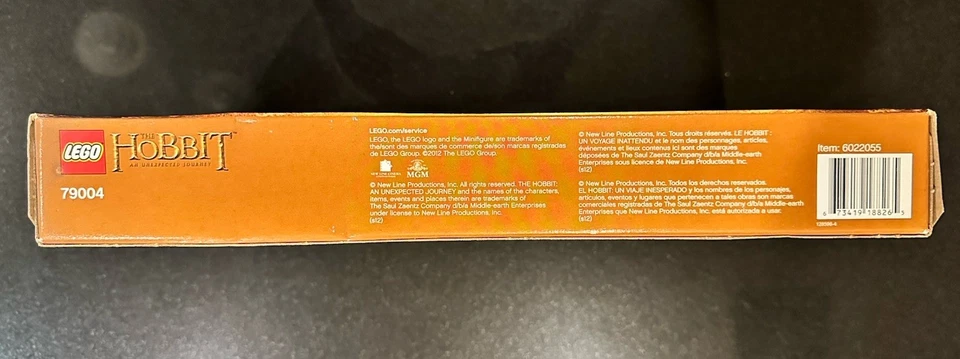 LEGO
THE
HOBBIT™
AN UNEXPECTED JOURNEY
79004
LEGO.com/service
LEGO, the LEGO logo and the Minifigure are trademarks of
the/sont des marques de commerce de/son marcas registradas
de LEGO Group. ©2012 The LEGO Group.
NEW LINE CINEMA
MGM
© New Line Productions, Inc. All rights reserved. THE HOBBIT:
AN UNEXPECTED JOURNEY and the names of the characters,
items, events and places therein are trademarks of
The Saul Zaentz Company d/b/a Middle-earth Enterprises
under license to New Line Productions, Inc.
(s12)
© New Line Productions, Inc. Tous droits réservés. LE HOBBIT :
UN VOYAGE INATTENDU et le nom des personnages, articles,
événements et lieux contenus ici sont des marques
déposées de The Saul Zaentz Company d/b/a Middle-earth
Enterprises sous licence de New Line Productions, Inc.
(s12)
© New Line Productions, Inc. Todos los derechos reservados.
EL HOBBIT: UN VIAJE INESPERADO y los nombres de los personajes,
artículos, eventos y lugares que pertenecen a tales obras son marcas
comerciales registradas de The Saul Zaentz Company d/b/a Middle-earth
Enterprises que New Line Productions, Inc. está autorizada a usar.
(s12)
Item: 6022055
6 73419 18826 3